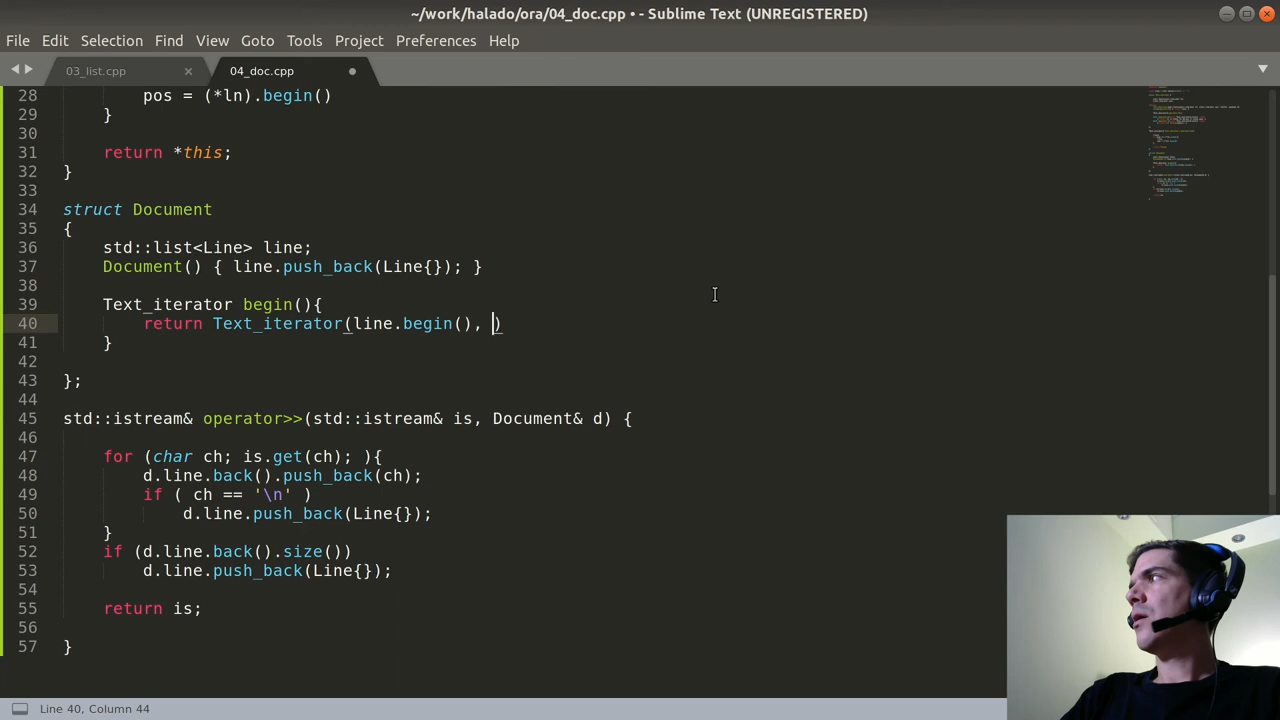 ~/work/halado/ora/04_doc.cpp • - Sublime Text (UNREGISTERED)
File Edit Selection Find View Goto Tools Project Preferences Help
03_list.cpp 04_doc.cpp
28 pos = (*ln).begin()
29 }
30
31 return *this;
32 }
33
34 struct Document
35 {
36 std::list<Line> line;
37 Document() { line.push_back(Line{}); }
38
39 Text_iterator begin(){
40 return Text_iterator(line.begin(), )
41 }
42
43 };
44
45 std::istream& operator>>(std::istream& is, Document& d) {
46
47 for (char ch; is.get(ch); ){
48 d.line.back().push_back(ch);
49 if ( ch == '\n' )
50 d.line.push_back(Line{});
51 }
52 if (d.line.back().size())
53 d.line.push_back(Line{});
54
55 return is;
56
57 }
Line 40, Column 44